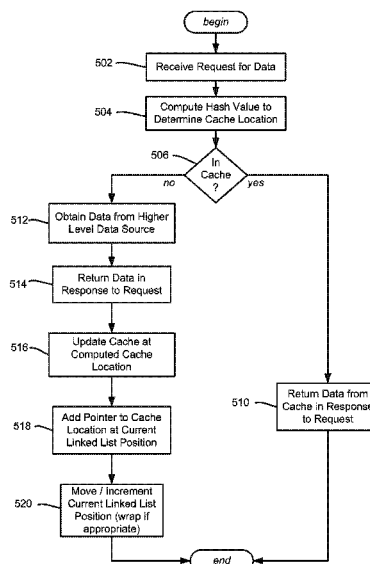 begin
502
Receive Request for Data
504
Compute Hash Value to
Determine Cache Location
506
In
Cache
?
no
yes
512
Obtain Data from Higher
Level Data Source
514
Return Data in
Response to Request
516
Update Cache at
Computed Cache
Location
518
Add Pointer to Cache
Location at Current
Linked List Position
510
Return Data from
Cache in Response
to Request
520
Move / Increment
Current Linked List
Position (wrap if
appropriate)
end